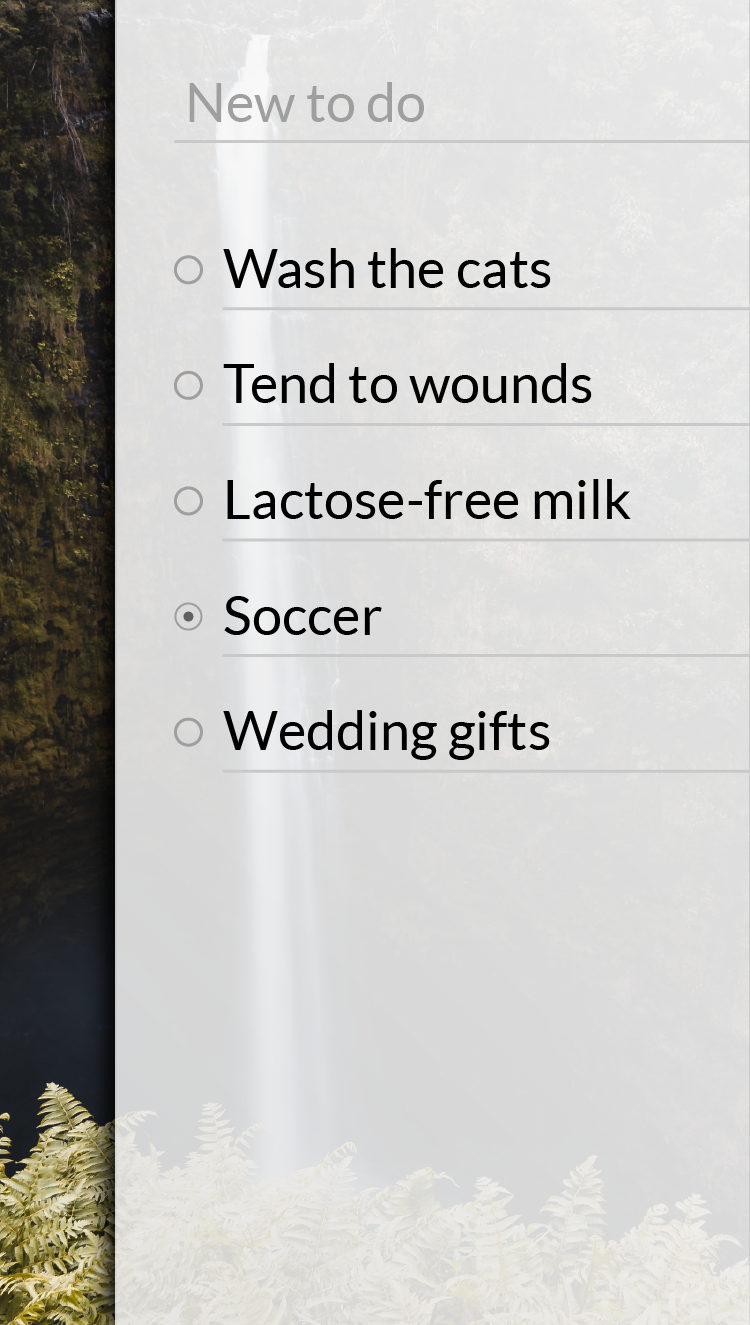 New to do
Wash the cats
Tend to wounds
Lactose-free milk
Soccer
Wedding gifts